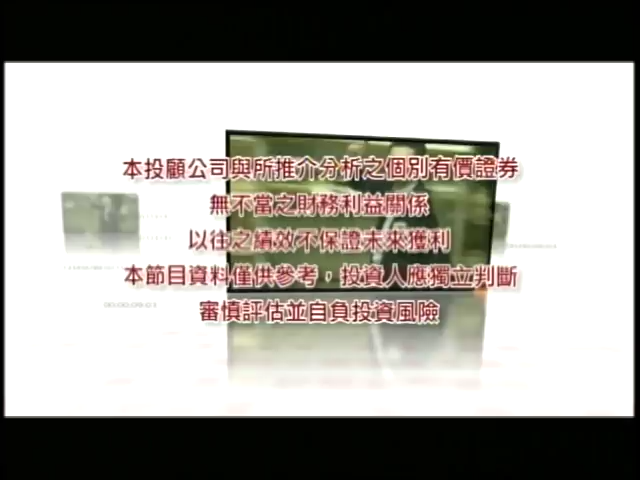 本投顧公司與所推介分析之個別有價證券
無不當之財務利益關係
以往之績效不保證未來獲利
本節目資料僅供參考，投資人應獨立判斷
審慎評估並自負投資風險